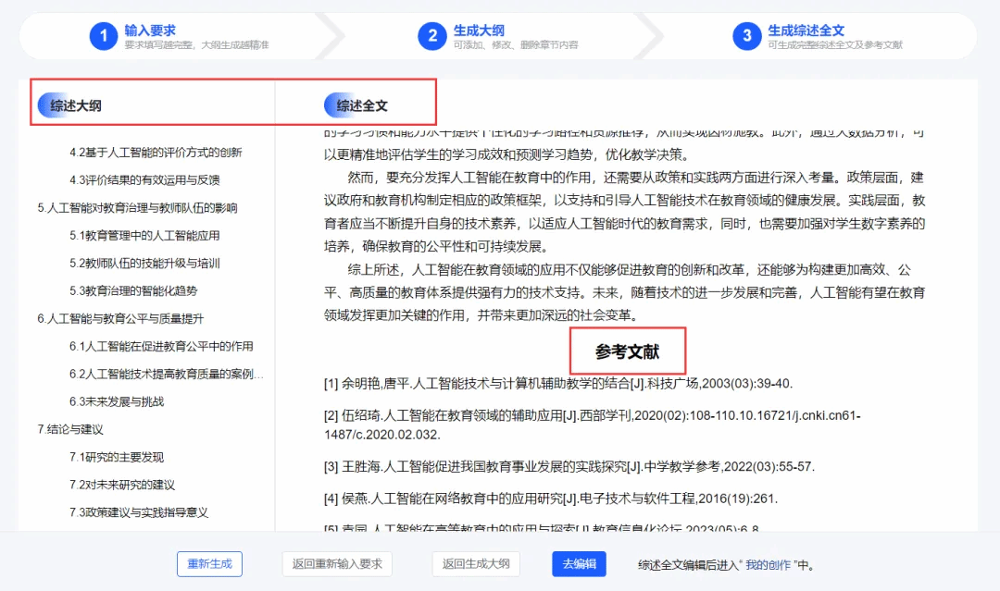 1 输入要求
要求填写越完整，大纲生成越精准
2 生成大纲
可添加、修改、删除章节内容
3 生成综述全文
可生成完整综述全文及参考文献
综述大纲
4.2基于人工智能的评价方式的创新
4.3评价结果的有效运用与反馈
5.人工智能对教育治理与教师队伍的影响
5.1教育管理中的人工智能应用
5.2教师队伍的技能升级与培训
5.3教育治理的智能化趋势
6.人工智能与教育公平与质量提升
6.1人工智能在促进教育公平中的作用
6.2人工智能技术提高教育质量的案例...
6.3未来发展与挑战
7.结论与建议
7.1研究的主要发现
7.2对未来研究的建议
7.3政策建议与实践指导意义
综述全文
的学习习惯和能力水平提供个性化的学习路径和资源推荐，从而实现因材施教。此外，通过大数据分析，可
以更精准地评估学生的学习成效和预测学习趋势，优化教学决策。
然而，要充分发挥人工智能在教育中的作用，还需要从政策和实践两方面进行深入考量。政策层面，建
议政府和教育机构制定相应的政策框架，以支持和引导人工智能技术在教育领域的健康发展。实践层面，教
育者应当不断提升自身的技术素养，以适应人工智能时代的教育需求，同时，也需要加强对学生数字素养的
培养，确保教育的公平性和可持续发展。
综上所述，人工智能在教育领域的应用不仅能够促进教育的创新和改革，还能够为构建更加高效、公
平、高质量的教育体系提供强有力的技术支持。未来，随着技术的进一步发展和完善，人工智能有望在教育
领域发挥更加关键的作用，并带来更加深远的社会变革。
参考文献
[1] 余明艳,唐平.人工智能技术与计算机辅助教学的结合[J].科技广场,2003(03):39-40.
[2] 伍绍琦.人工智能在教育领域的辅助应用[J].西部学刊,2020(02):108-110.10.16721/j.cnki.cn61-
1487/c.2020.02.032.
[3] 王胜海.人工智能促进我国教育事业发展的实践探究[J].中学教学参考,2022(03):55-57.
[4] 侯燕.人工智能在网络教育中的应用研究[J].电子技术与软件工程,2016(19):261.
[5] 袁园.人工智能在高等教育中的应用与探索[J].教育信息化论坛,2023(05):6-8.
重新生成
返回重新输入要求
返回生成大纲
去编辑
综述全文编辑后进入“ 我的创作 ”中。